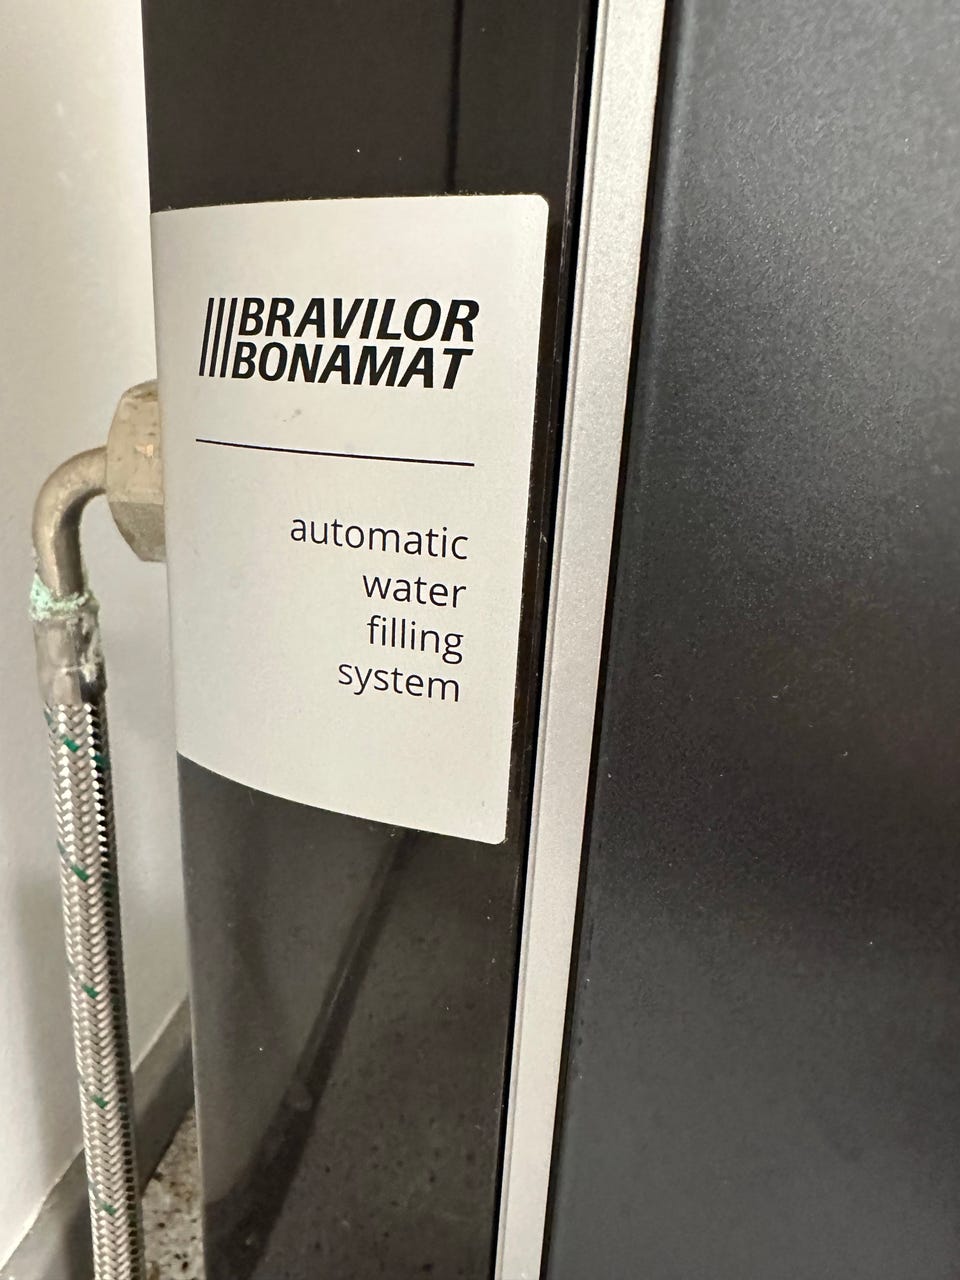 BRAVILOR
BONAMAT
automatic
water
filling
system